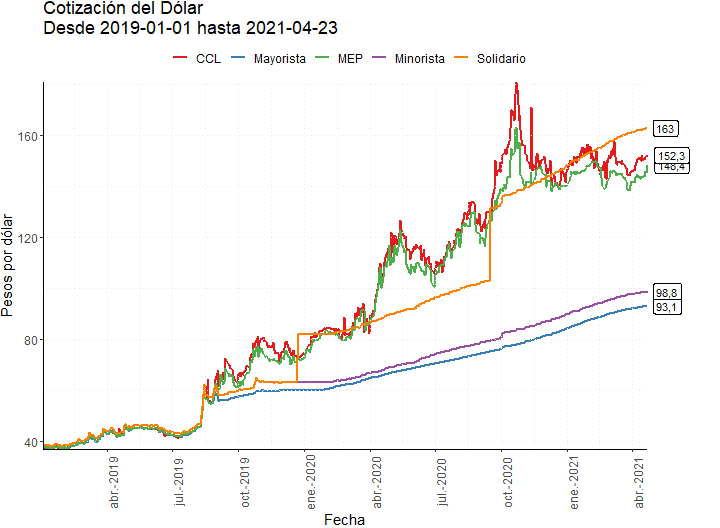 Cotización del Dólar
Desde 2019-01-01 hasta 2021-04-23
CCL Mayorista MEP Minorista Solidario
Pesos por dólar
160
120
80
40
163
152,3
148,4
98,8
93,1
abr.-2019
jul.-2019
oct.-2019
ene.-2020
abr.-2020
jul.-2020
oct.-2020
ene.-2021
abr.-2021
Fecha